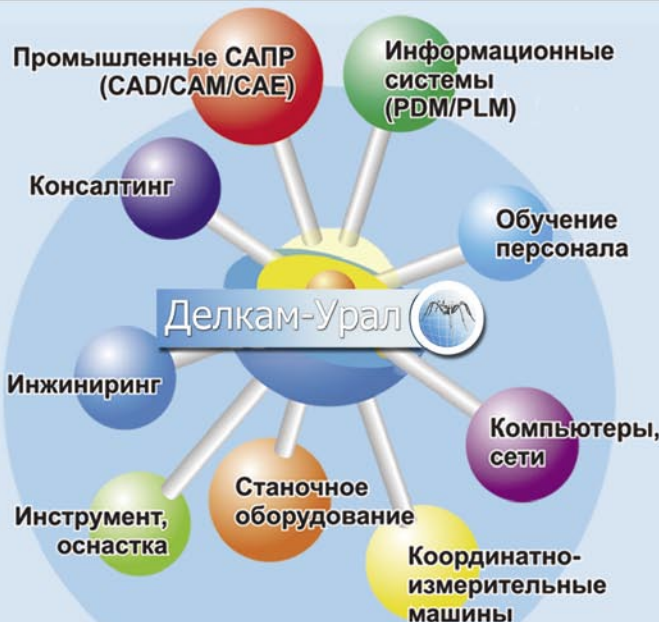 Промышленные САПР
(CAD/CAM/CAE)
Информационные
системы
(PDM/PLM)
Консалтинг
Обучение
персонала
Делкам-Урал
Инжиниринг
Компьютеры,
сети
Станочное
оборудование
Инструмент,
оснастка
Координатно-
измерительные
машины